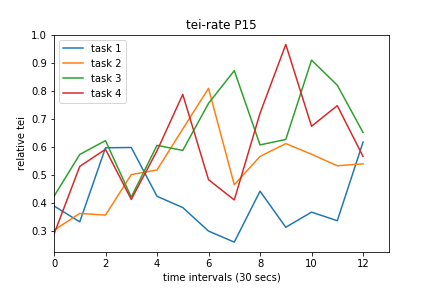 tei-rate P15
1.0
0.9
0.8
0.7
0.6
0.5
0.4
0.3
relative tei
task 1
task 2
task 3
task 4
0 2 4 6 8 10 12
time intervals (30 secs)